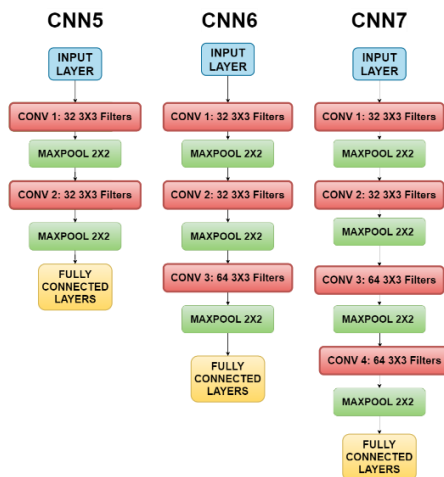 CNN5
INPUT
LAYER
CONV 1: 32 3X3 Filters
MAXPOOL 2X2
CONV 2: 32 3X3 Filters
MAXPOOL 2X2
FULLY
CONNECTED
LAYERS
CNN6
INPUT
LAYER
CONV 1: 32 3X3 Filters
MAXPOOL 2X2
CONV 2: 32 3X3 Filters
MAXPOOL 2X2
CONV 3: 64 3X3 Filters
MAXPOOL 2X2
FULLY
CONNECTED
LAYERS
CNN7
INPUT
LAYER
CONV 1: 32 3X3 Filters
MAXPOOL 2X2
CONV 2: 32 3X3 Filters
MAXPOOL 2X2
CONV 3: 64 3X3 Filters
MAXPOOL 2X2
CONV 4: 64 3X3 Filters
MAXPOOL 2X2
FULLY
CONNECTED
LAYERS